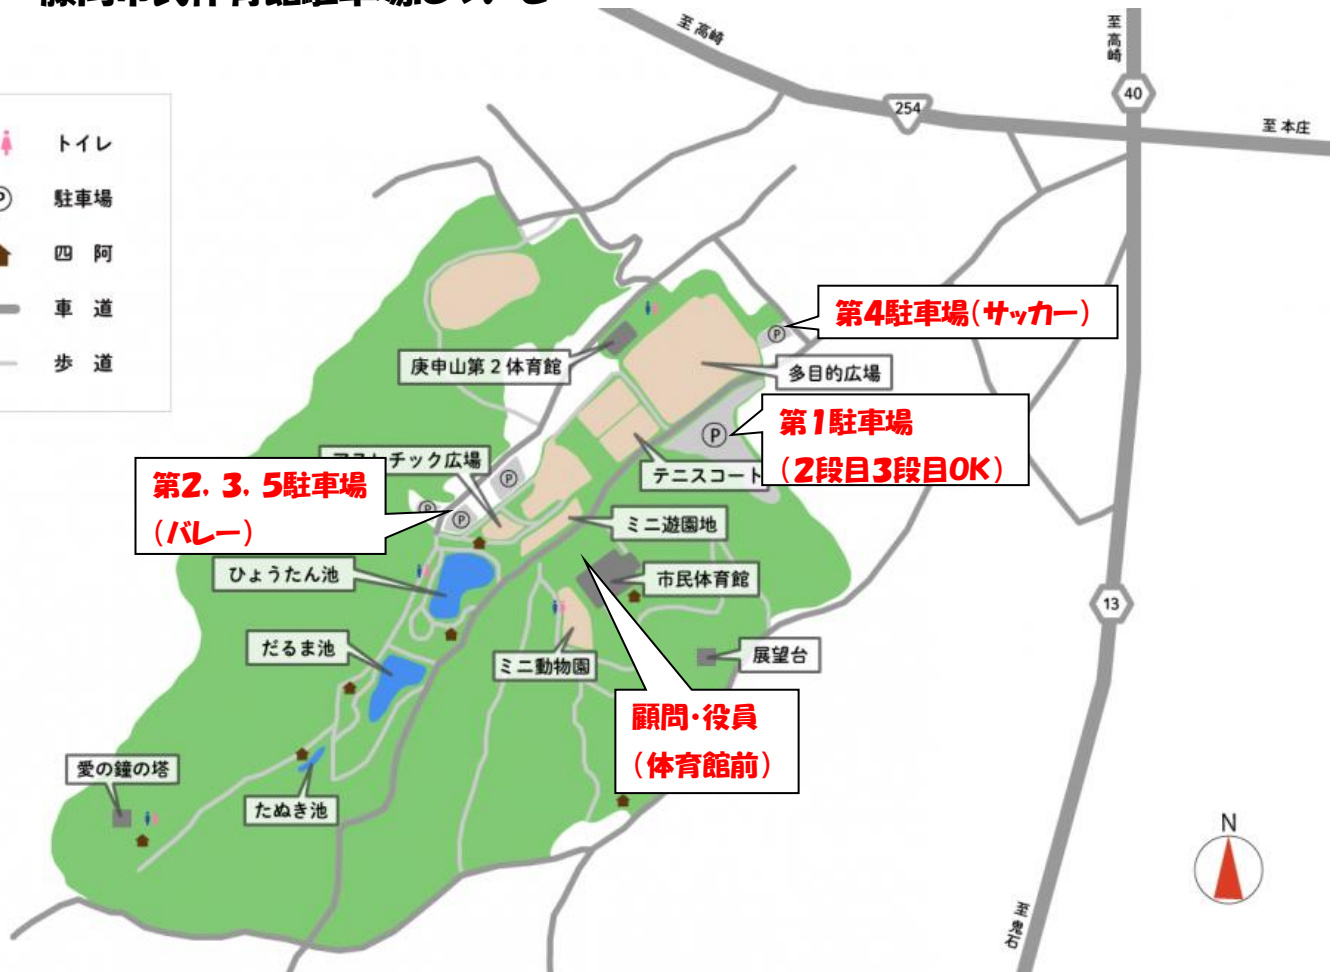 至高崎
至高崎
254
40
至本庄
トイレ
P
駐車場
四 阿
車 道
歩 道
第4駐車場(サッカー)
P
庚申山第2体育館
多目的広場
第1駐車場
(2段目3段目OK)
P
チック広場
テニスコート
第2,3,5駐車場
(バレー)
P
P
P
ミニ遊園地
ひょうたん池
市民体育館
13
だるま池
ミニ動物園
展望台
顧問・役員
(体育館前)
愛の鐘の塔
たぬき池
N
至鬼石